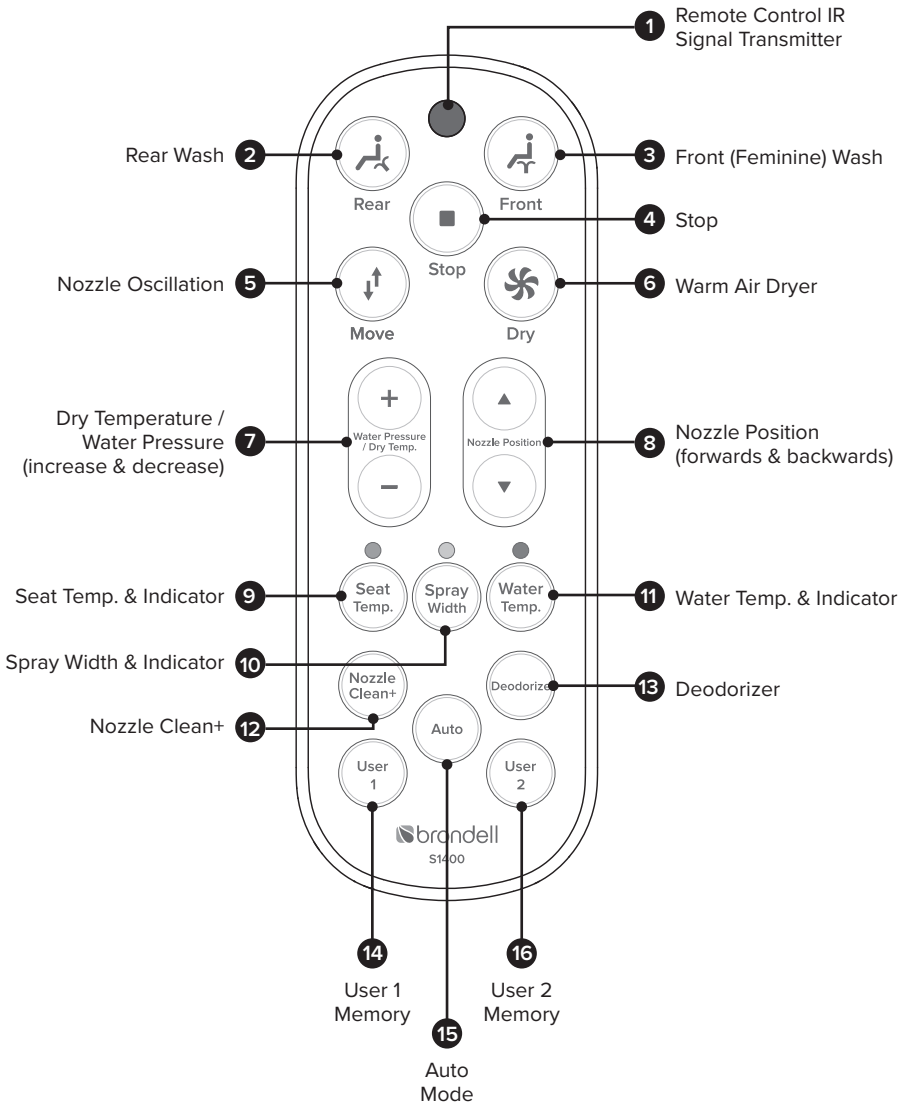 1 Remote Control IR
Signal Transmitter
Rear Wash 2
3 Front (Feminine) Wash
Rear
Front
4 Stop
Stop
Nozzle Oscillation 5
6 Warm Air Dryer
Move
Dry
Dry Temperature /
Water Pressure
(increase & decrease)
7
+
Water Pressure
/ Dry Temp.
−
Nozzle Position
8
Nozzle Position
(forwards & backwards)
Seat Temp. & Indicator 9
Seat
Temp.
Spray
Width
Water
Temp.
11 Water Temp. & Indicator
Spray Width & Indicator 10
Nozzle
Clean+
Deodorize
13 Deodorizer
Nozzle Clean+ 12
Auto
User
1
User
2
brondell
S1400
14
User 1
Memory
16
User 2
Memory
15
Auto
Mode